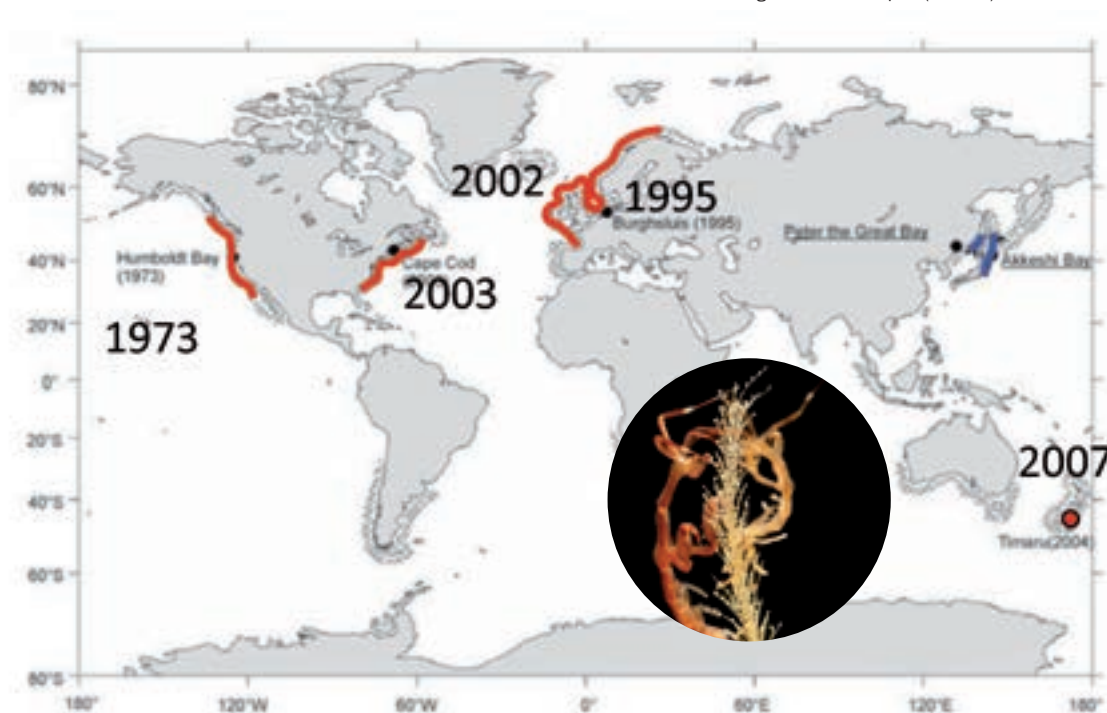 80°N
60°N
40°N
20°N
0°
20°S
40°S
60°S
80°S
180°
120°W
60°W
0°
60°E
120°E
180°
2002
1995
Burghsluis (1995)
Peter the Great Bay
Akkeshi Bay
Humboldt Bay
(1973)
Cape Cod
2003
1973
2007
Timaru(2004)